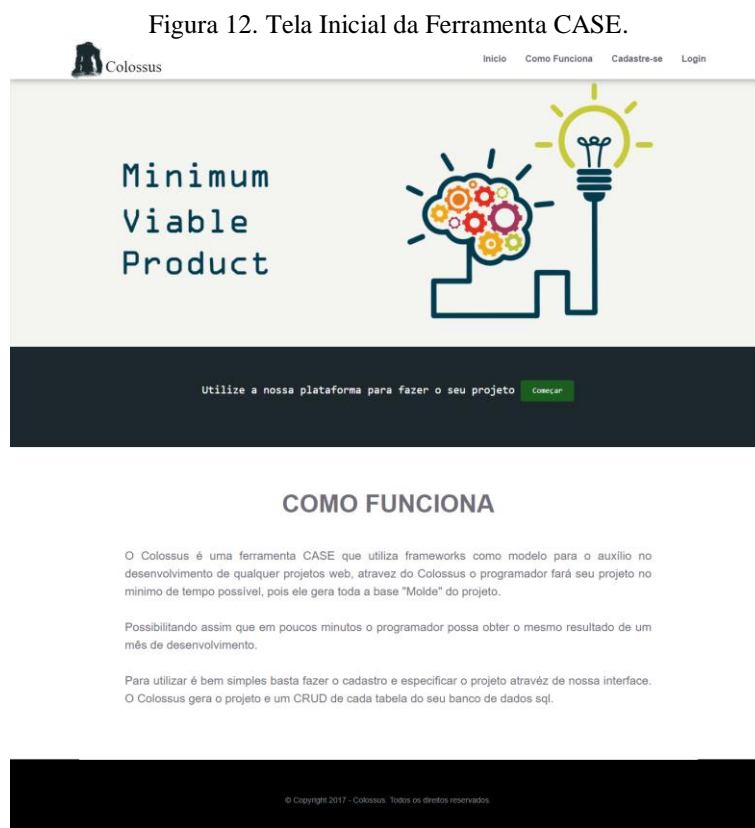 Figura 12. Tela Inicial da Ferramenta CASE.
Colossus
Inicio Como Funciona Cadastre-se Login
Minimum
Viable
Product
Utilize a nossa plataforma para fazer o seu projeto Começar
COMO FUNCIONA
O Colossus é uma ferramenta CASE que utiliza frameworks como modelo para o auxílio no
desenvolvimento de qualquer projetos web, atravez do Colossus o programador fará seu projeto no
minimo de tempo possível, pois ele gera toda a base "Molde" do projeto.
Possibilitando assim que em poucos minutos o programador possa obter o mesmo resultado de um
mês de desenvolvimento.
Para utilizar é bem simples basta fazer o cadastro e especificar o projeto atravéz de nossa interface.
O Colossus gera o projeto e um CRUD de cada tabela do seu banco de dados sql.
© Copyright 2017 - Colossus. Todos os direitos reservados.